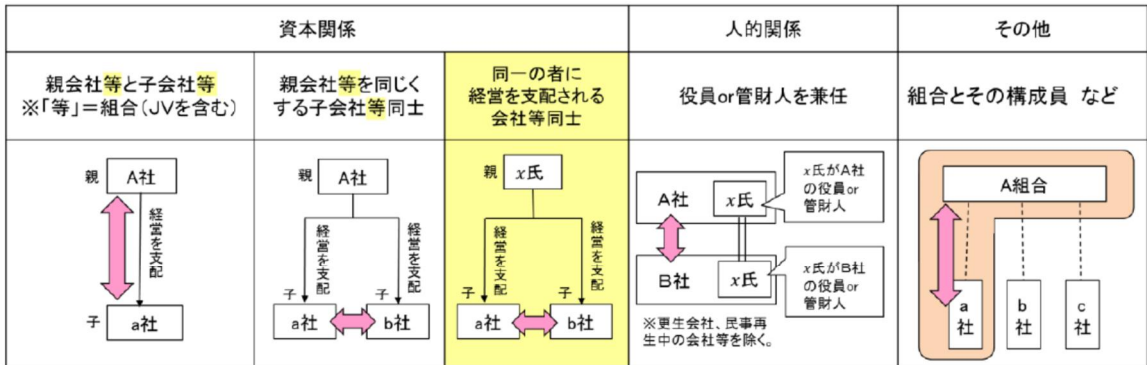 資本関係
人的関係
その他
親会社等と子会社等
※「等」＝組合（JVを含む）
親会社等を同じく
する子会社等同士
同一の者に
経営を支配される
会社等同士
役員or管財人を兼任
組合とその構成員 など
親
A社
経営を支配
子
a社
A社
経営を支配
経営を支配
子
a社
b社
親
x氏
経営を支配
経営を支配
子
a社
b社
A社
x氏
x氏がA社
の役員or
管財人
B社
x氏
x氏がB社
の役員or
管財人
※更生会社、民事再
生中の会社等を除く。
A組合
a社
b社
c社